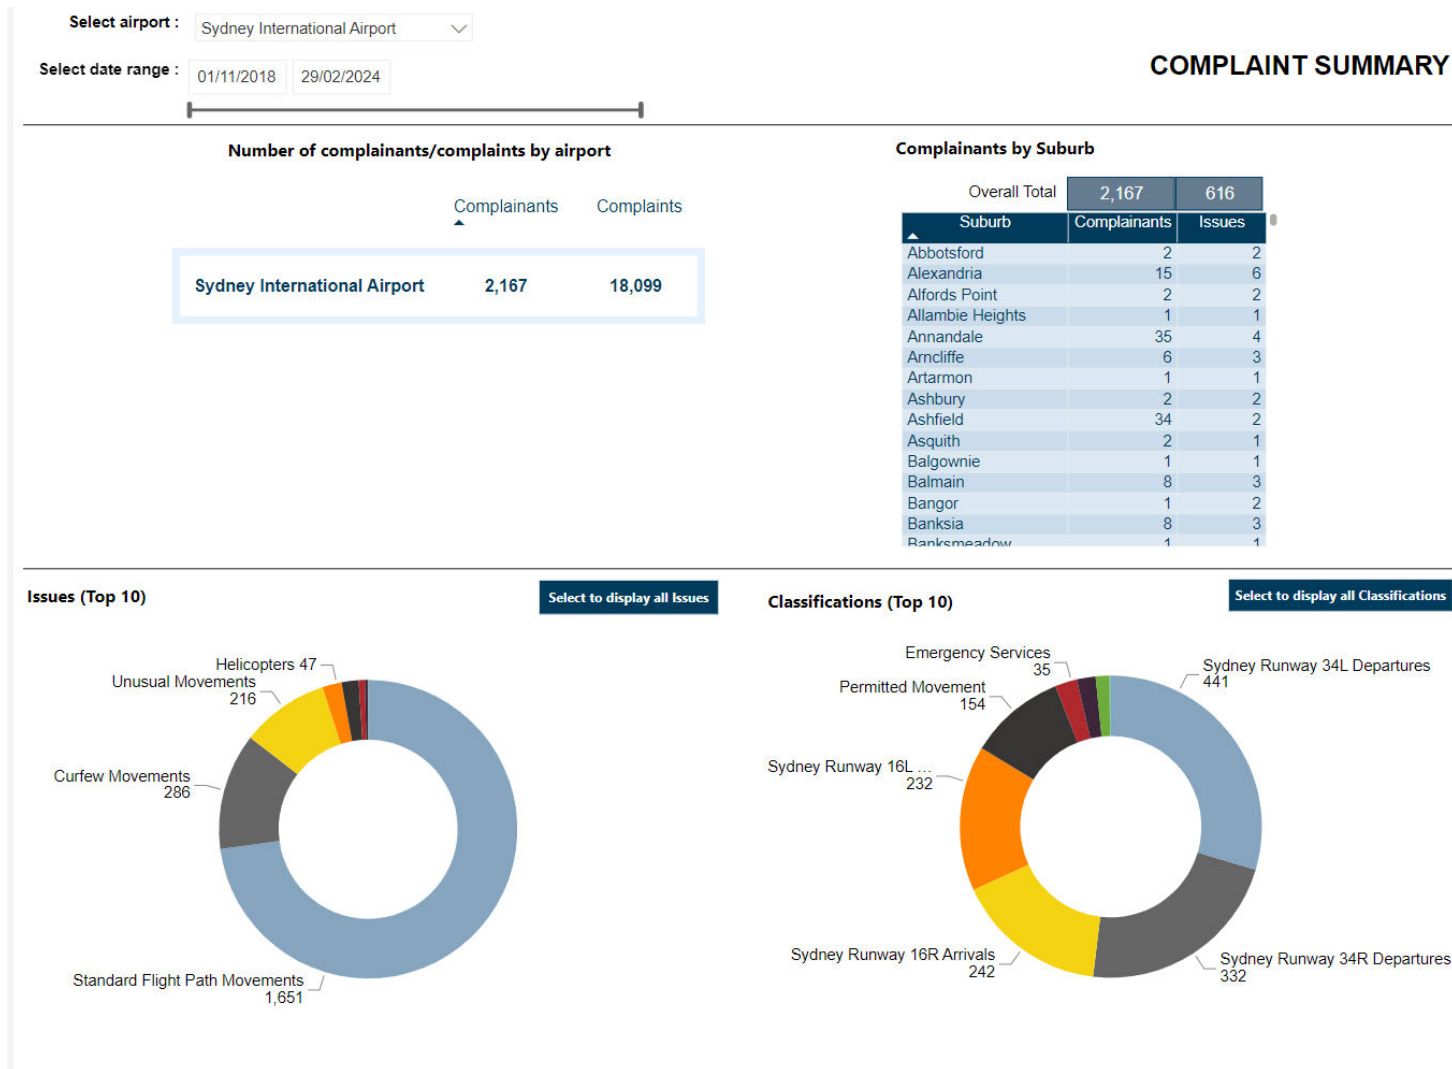 Select airport :
Sydney International Airport
Select date range :
01/11/2018 29/02/2024
COMPLAINT SUMMARY
Number of complainants/complaints by airport
Complainants Complaints
Sydney International Airport 2,167 18,099
Complainants by Suburb
Overall Total 2,167 616
Suburb Complainants Issues
Abbotsford 2 2
Alexandria 15 6
Alfords Point 2 2
Allambie Heights 1 1
Annandale 35 4
Arncliffe 6 3
Artarmon 1 1
Ashbury 2 2
Ashfield 34 2
Asquith 2 1
Balgownie 1 1
Balmain 8 3
Bangor 1 2
Banksia 8 3
Banksmeadow 1 1
Issues (Top 10)
Select to display all Issues
Helicopters 47
Unusual Movements
216
Curfew Movements
286
Standard Flight Path Movements
1,651
Classifications (Top 10)
Select to display all Classifications
Emergency Services
35
Permitted Movement
154
Sydney Runway 16L ...
232
Sydney Runway 16R Arrivals
242
Sydney Runway 34L Departures
441
Sydney Runway 34R Departures
332